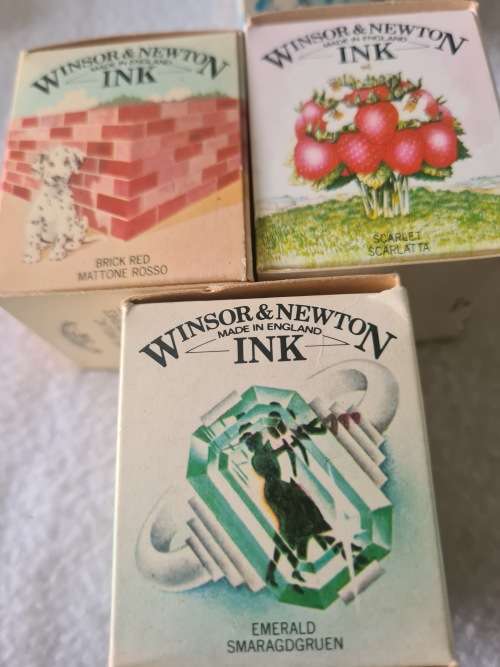 WINSOR & NEWTON
MADE IN ENGLAND
INK
BRICK RED
MATTONE ROSSO
WINSOR & NEWTON
MADE IN ENGLAND
INK
SCARLET
SCARLATTA
WINSOR & NEWTON
MADE IN ENGLAND
INK
EMERALD
SMARAGDGRUEN